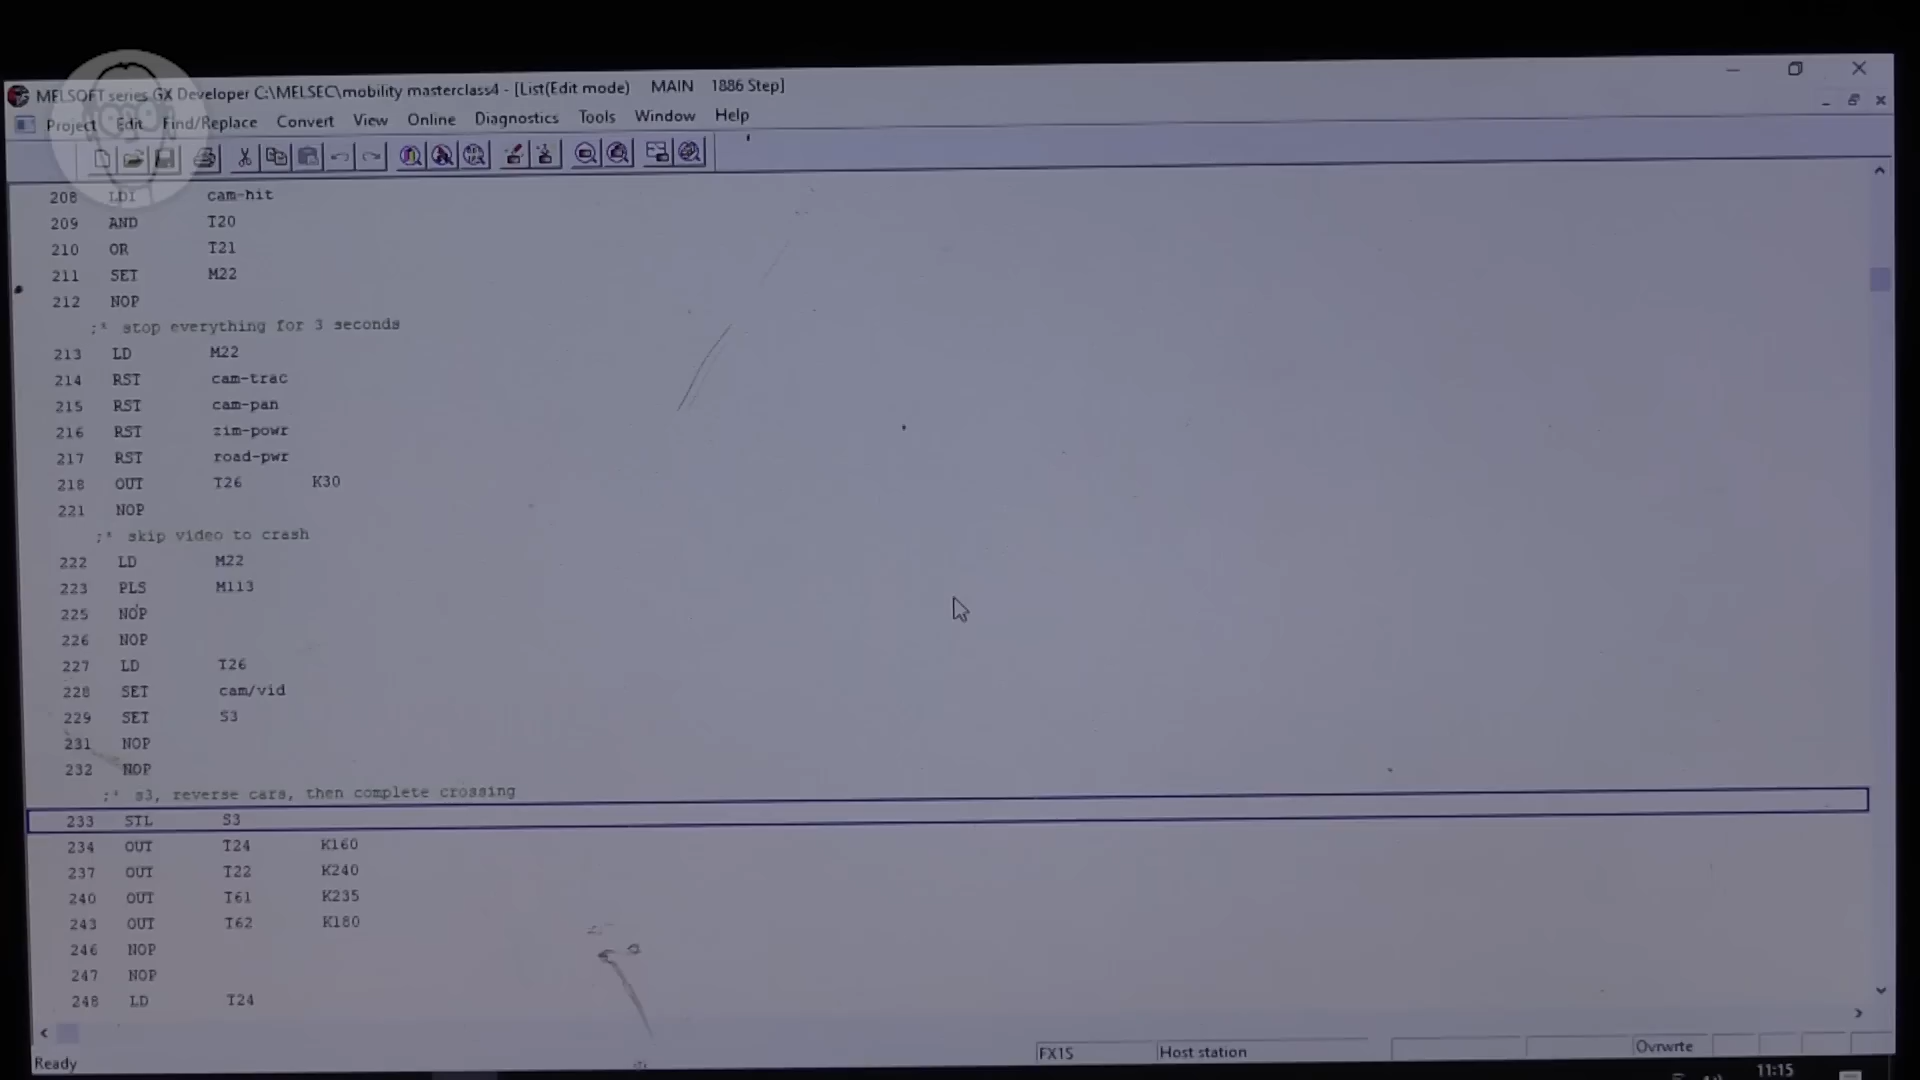 MELSOFT series GX Developer C:\MELSEC\mobility masterclass4 - [List(Edit mode) MAIN 1886 Step]
Project Edit Find/Replace Convert View Online Diagnostics Tools Window Help
208 LDI cam-hit
209 AND T20
210 OR T21
211 SET M22
212 NOP
;* stop everything for 3 seconds
213 LD M22
214 RST cam-trac
215 RST cam-pan
216 RST zim-powr
217 RST road-pwr
218 OUT T26 K30
221 NOP
;* skip video to crash
222 LD M22
223 PLS M113
225 NOP
226 NOP
227 LD T26
228 SET cam/vid
229 SET S3
231 NOP
232 NOP
;* s3, reverse cars, then complete crossing
233 STL S3
234 OUT T24 K160
237 OUT T22 K240
240 OUT T61 K235
243 OUT T62 K180
246 NOP
247 NOP
248 LD T24
Ready FX1S Host station Ovrwrte
11:15